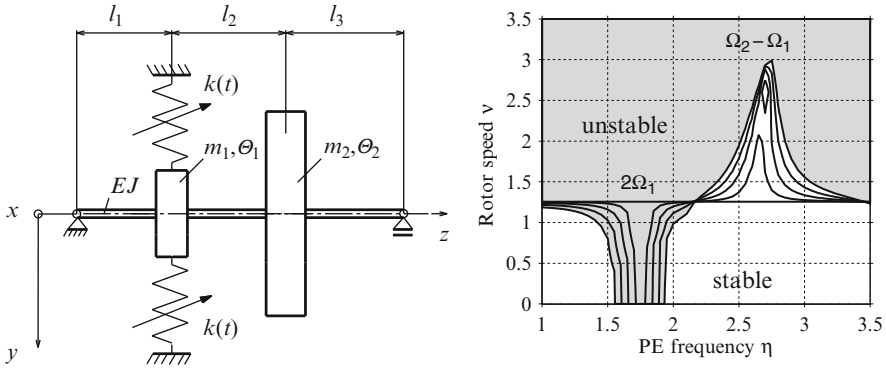 l₁ l₂ l₃
k(t)
m₁,Θ₁ m₂,Θ₂
EJ
x
z
k(t)
y
Rotor speed ν
3.5
3
2.5
2
1.5
1
0.5
0
Ω₂−Ω₁
unstable
2Ω₁
stable
1 1.5 2 2.5 3 3.5
PE frequency η